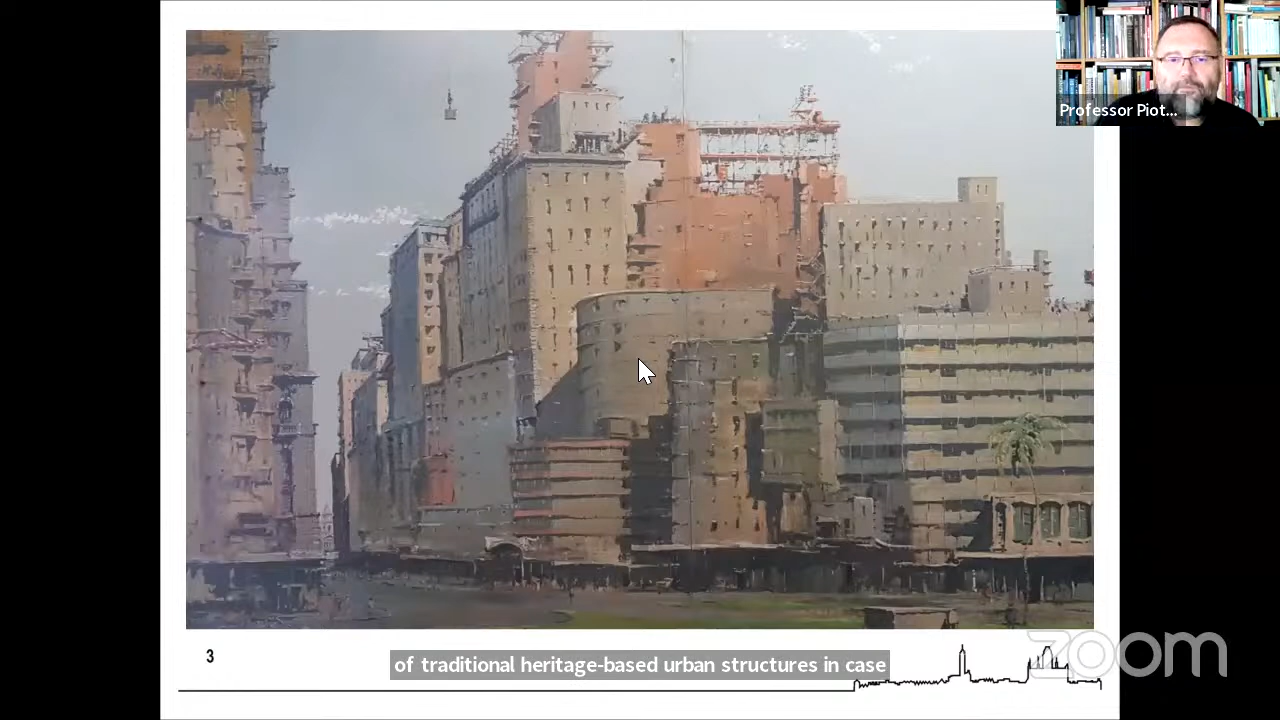 Professor Piot...
3
of traditional heritage-based urban structures in case
zoom